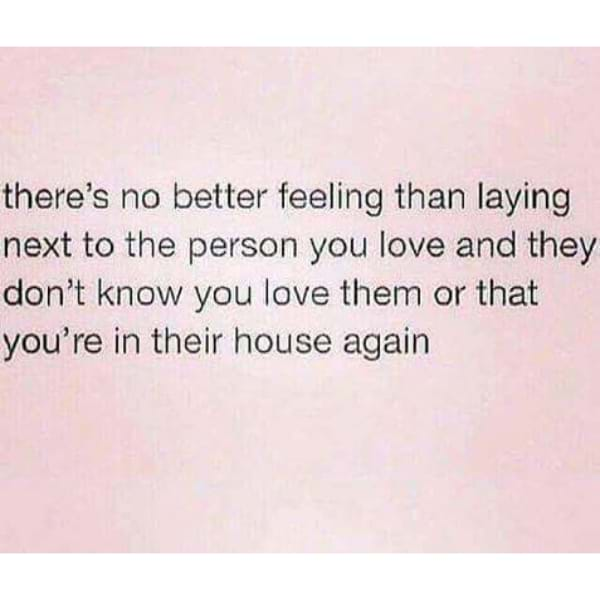 there's no better feeling than laying
next to the person you love and they
don't know you love them or that
you're in their house again